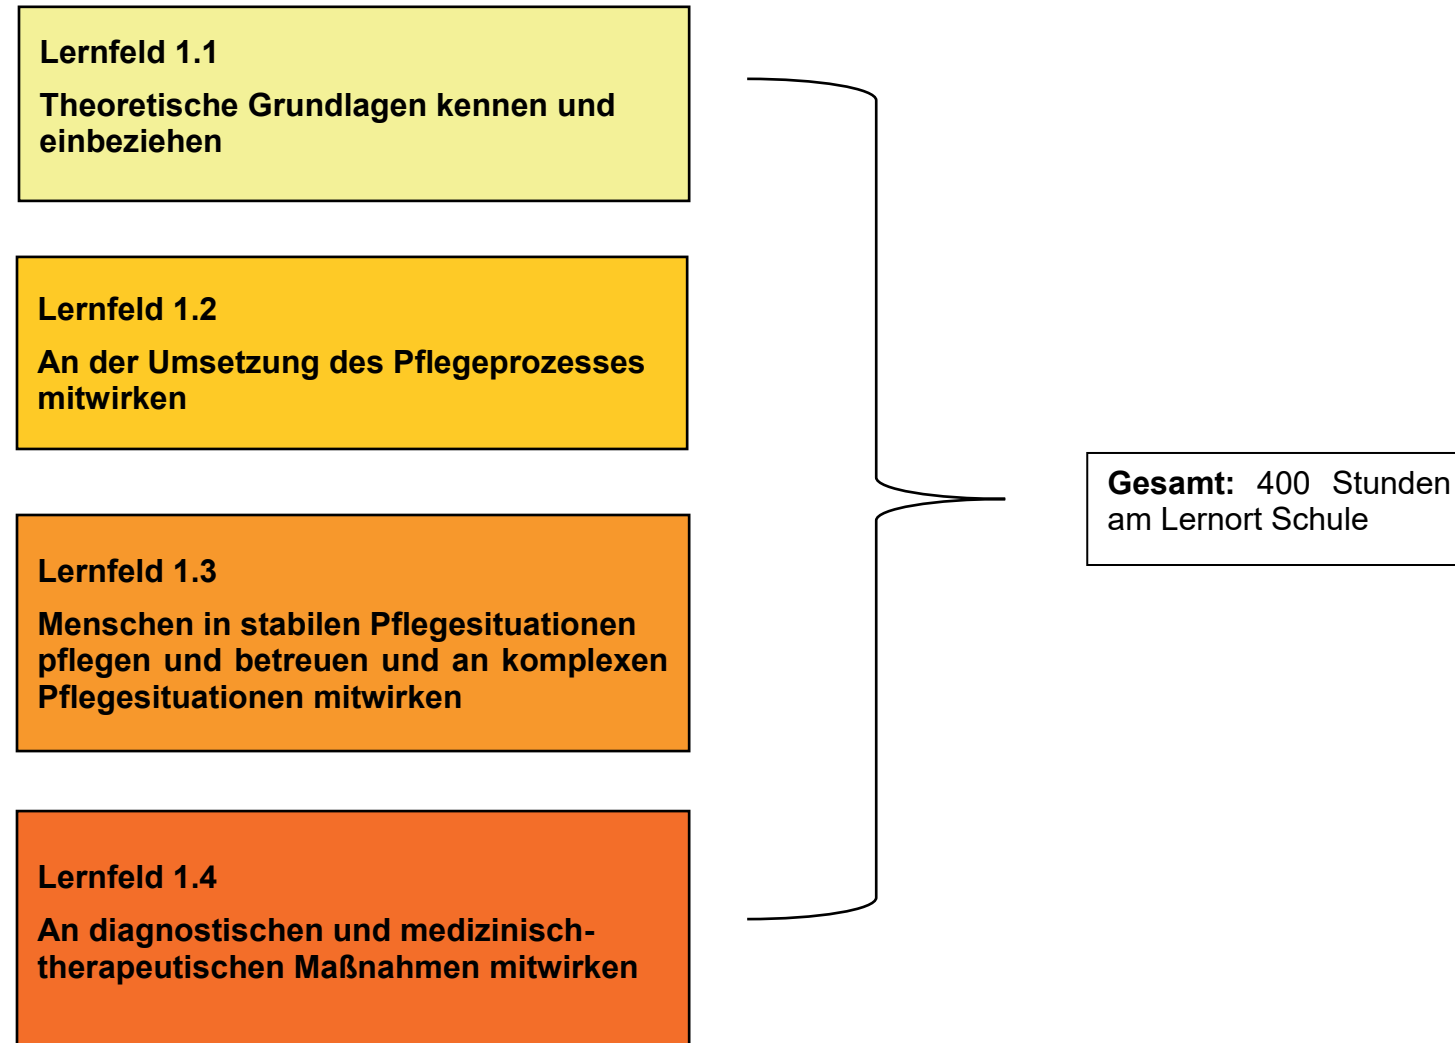 Lernfeld 1.1
Theoretische Grundlagen kennen und
einbeziehen
Lernfeld 1.2
An der Umsetzung des Pflegeprozesses
mitwirken
Lernfeld 1.3
Menschen in stabilen Pflegesituationen
pflegen und betreuen und an komplexen
Pflegesituationen mitwirken
Lernfeld 1.4
An diagnostischen und medizinisch-
therapeutischen Maßnahmen mitwirken
Gesamt: 400 Stunden
am Lernort Schule